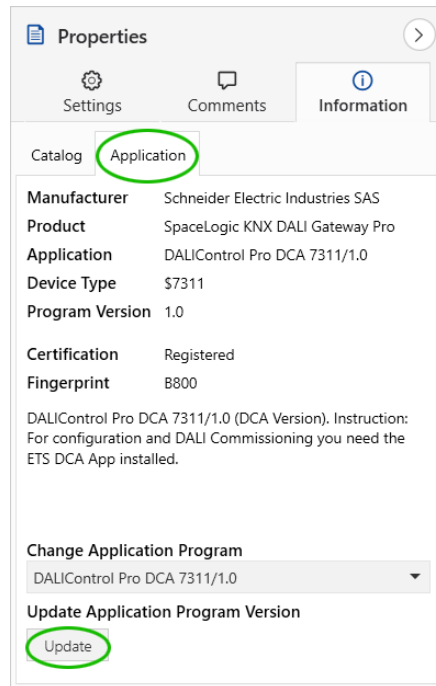 Properties
Settings
Comments
Information
Catalog
Application
Manufacturer Schneider Electric Industries SAS
Product SpaceLogic KNX DALI Gateway Pro
Application DALIControl Pro DCA 7311/1.0
Device Type $7311
Program Version 1.0
Certification Registered
Fingerprint B800
DALIControl Pro DCA 7311/1.0 (DCA Version). Instruction:
For configuration and DALI Commissioning you need the
ETS DCA App installed.
Change Application Program
DALIControl Pro DCA 7311/1.0
Update Application Program Version
Update